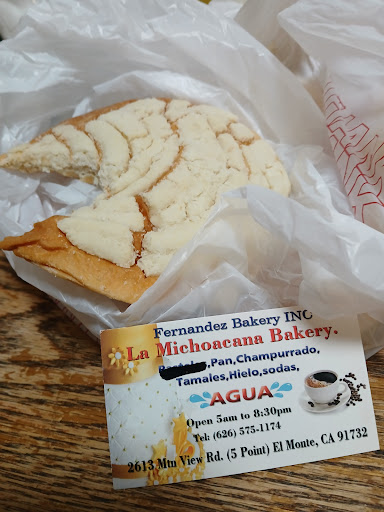 Fernandez Bakery INC
La Michoacana Bakery.
,Pan,Champurrado,
Tamales,Hielo,sodas,
AGUA
Open 5am to 8:30pm
Tel: (626) 575-1174
2613 Mtn View Rd. (5 Point) El Monte, CA 91732